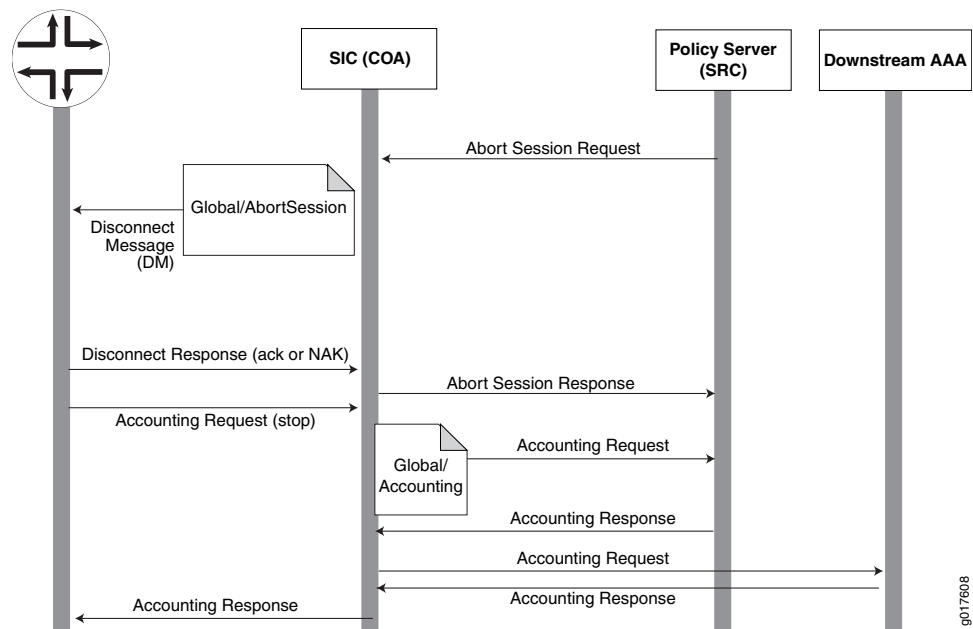 SIC (COA)
Policy Server
(SRC)
Downstream AAA
Abort Session Request
Global/AbortSession
Disconnect
Message
(DM)
Disconnect Response (ack or NAK)
Abort Session Response
Accounting Request (stop)
Accounting Request
Global/
Accounting
Accounting Response
Accounting Request
Accounting Response
Accounting Response
g017608